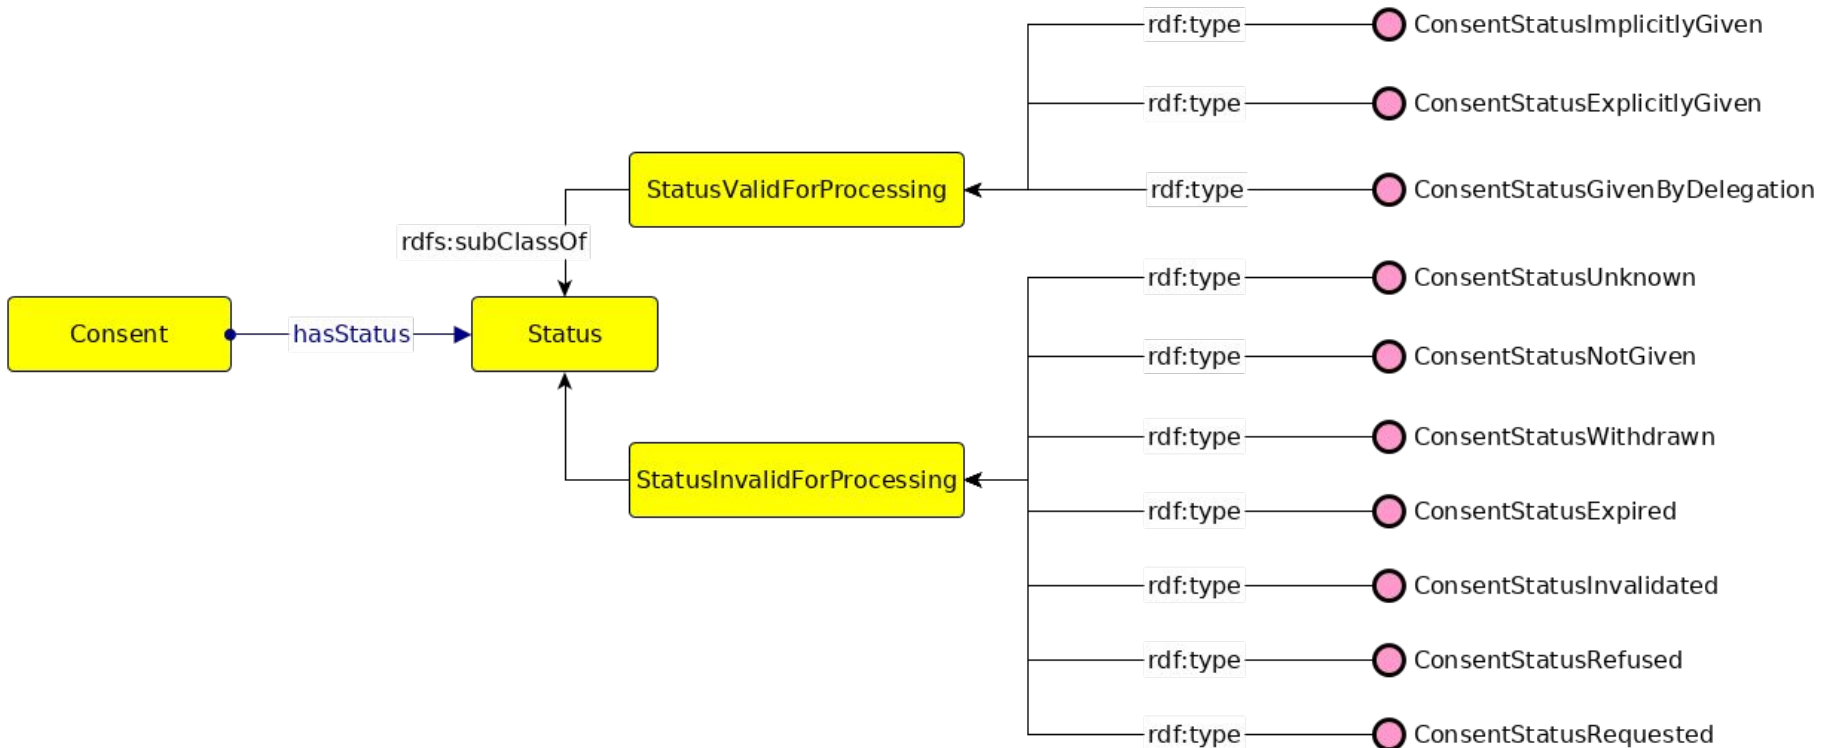 rdf:type ConsentStatusImplicitlyGiven
rdf:type ConsentStatusExplicitlyGiven
StatusValidForProcessing rdf:type ConsentStatusGivenByDelegation
rdfs:subClassOf
rdf:type ConsentStatusUnknown
Consent hasStatus Status
rdf:type ConsentStatusNotGiven
rdf:type ConsentStatusWithdrawn
StatusInvalidForProcessing
rdf:type ConsentStatusExpired
rdf:type ConsentStatusInvalidated
rdf:type ConsentStatusRefused
rdf:type ConsentStatusRequested